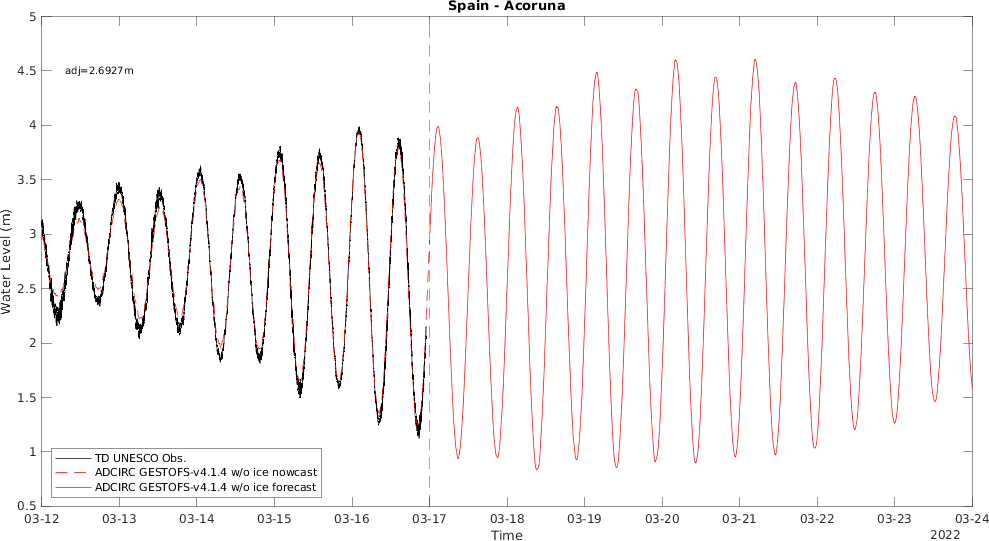 Spain - Acoruna
5
4.5
4
3.5
3
2.5
2
1.5
1
0.5
Water Level (m)
adj=2.6927m
TD UNESCO Obs.
ADCIRC GESTOFS-v4.1.4 w/o ice nowcast
ADCIRC GESTOFS-v4.1.4 w/o ice forecast
03-12 03-13 03-14 03-15 03-16 03-17 03-18 03-19 03-20 03-21 03-22 03-23 03-24
Time
2022